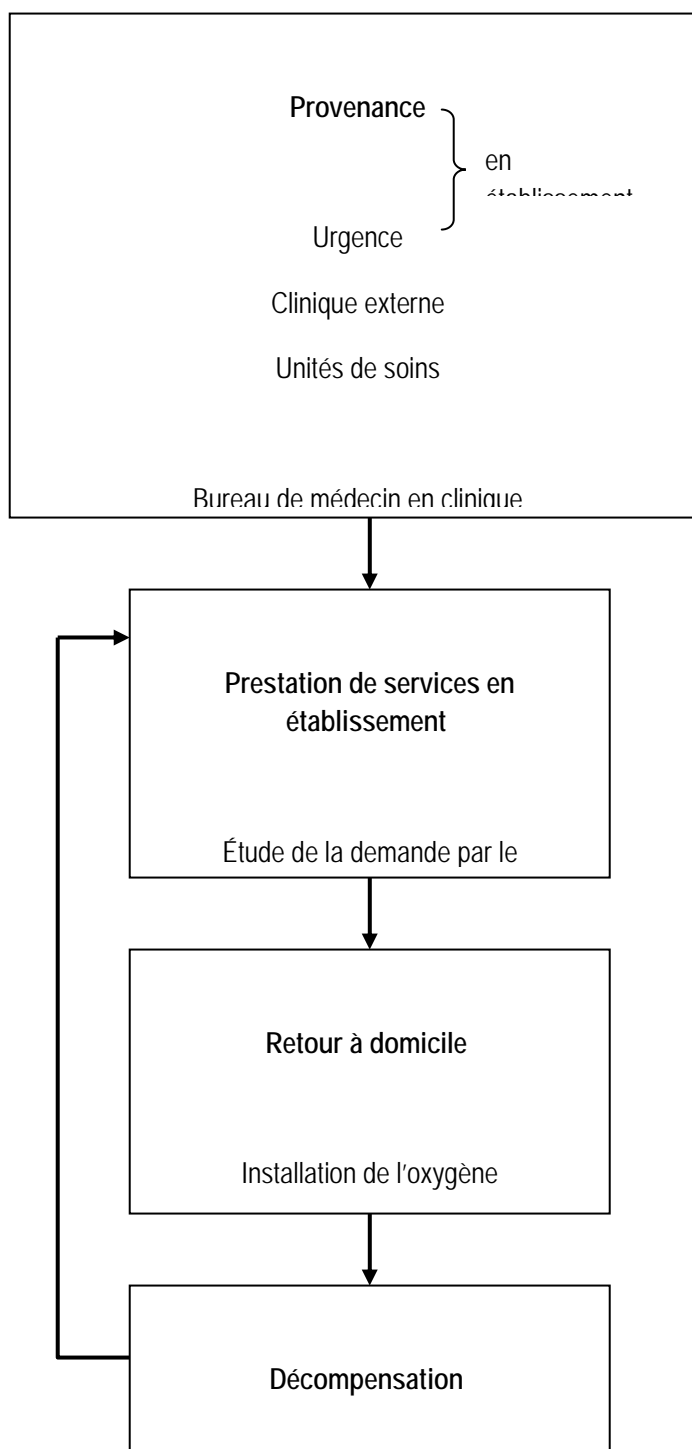 Provenance
en
établissement
Urgence
Clinique externe
Unités de soins
Bureau de médecin en clinique
Prestation de services en
établissement
Étude de la demande par le
Retour à domicile
Installation de l'oxygène
Décompensation